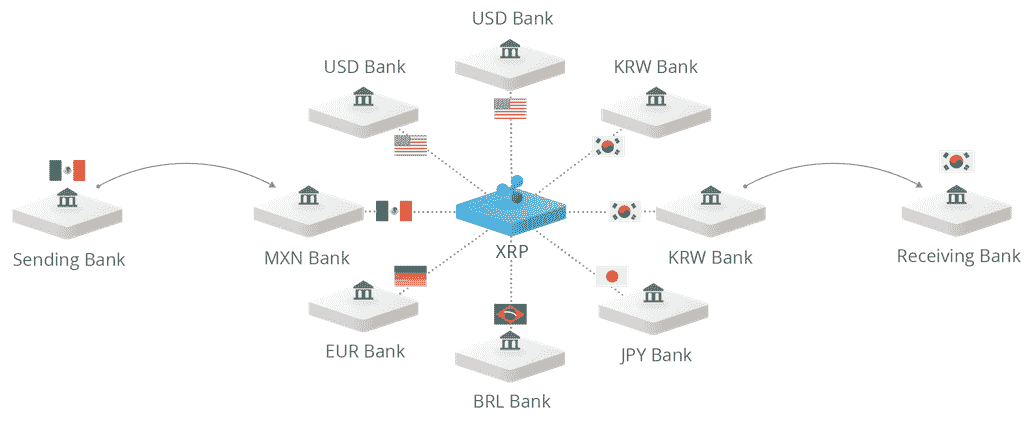 USD Bank
USD Bank
KRW Bank
Sending Bank
MXN Bank
XRP
KRW Bank
Receiving Bank
EUR Bank
JPY Bank
BRL Bank